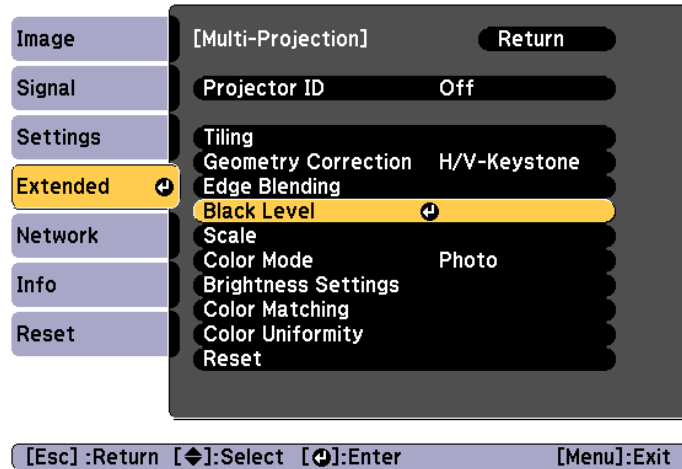 Image
Signal
Settings
Extended
Network
Info
Reset
[Multi-Projection] Return
Projector ID Off
Tiling
Geometry Correction H/V-Keystone
Edge Blending
Black Level
Scale
Color Mode Photo
Brightness Settings
Color Matching
Color Uniformity
Reset
[Esc] :Return [◆]:Select [⏎]:Enter [Menu]:Exit